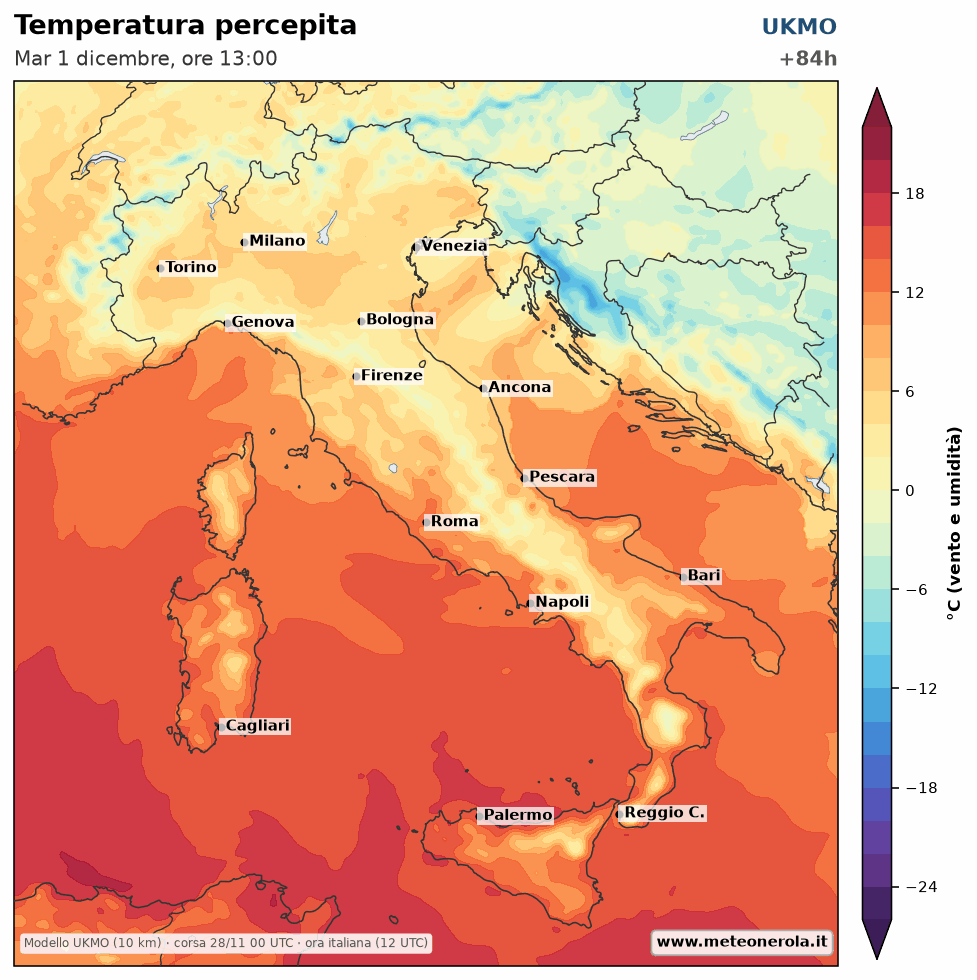 Temperatura percepita
UKMO
Mar 1 dicembre, ore 13:00
+84h
Milano
Venezia
Torino
Genova
Bologna
Firenze
Ancona
Pescara
Roma
Bari
Napoli
Cagliari
Palermo
Reggio C.
18
12
6
0
−6
−12
−18
−24
°C (vento e umidità)
Modello UKMO (10 km) · corsa 28/11 00 UTC · ora italiana (12 UTC)
www.meteonerola.it